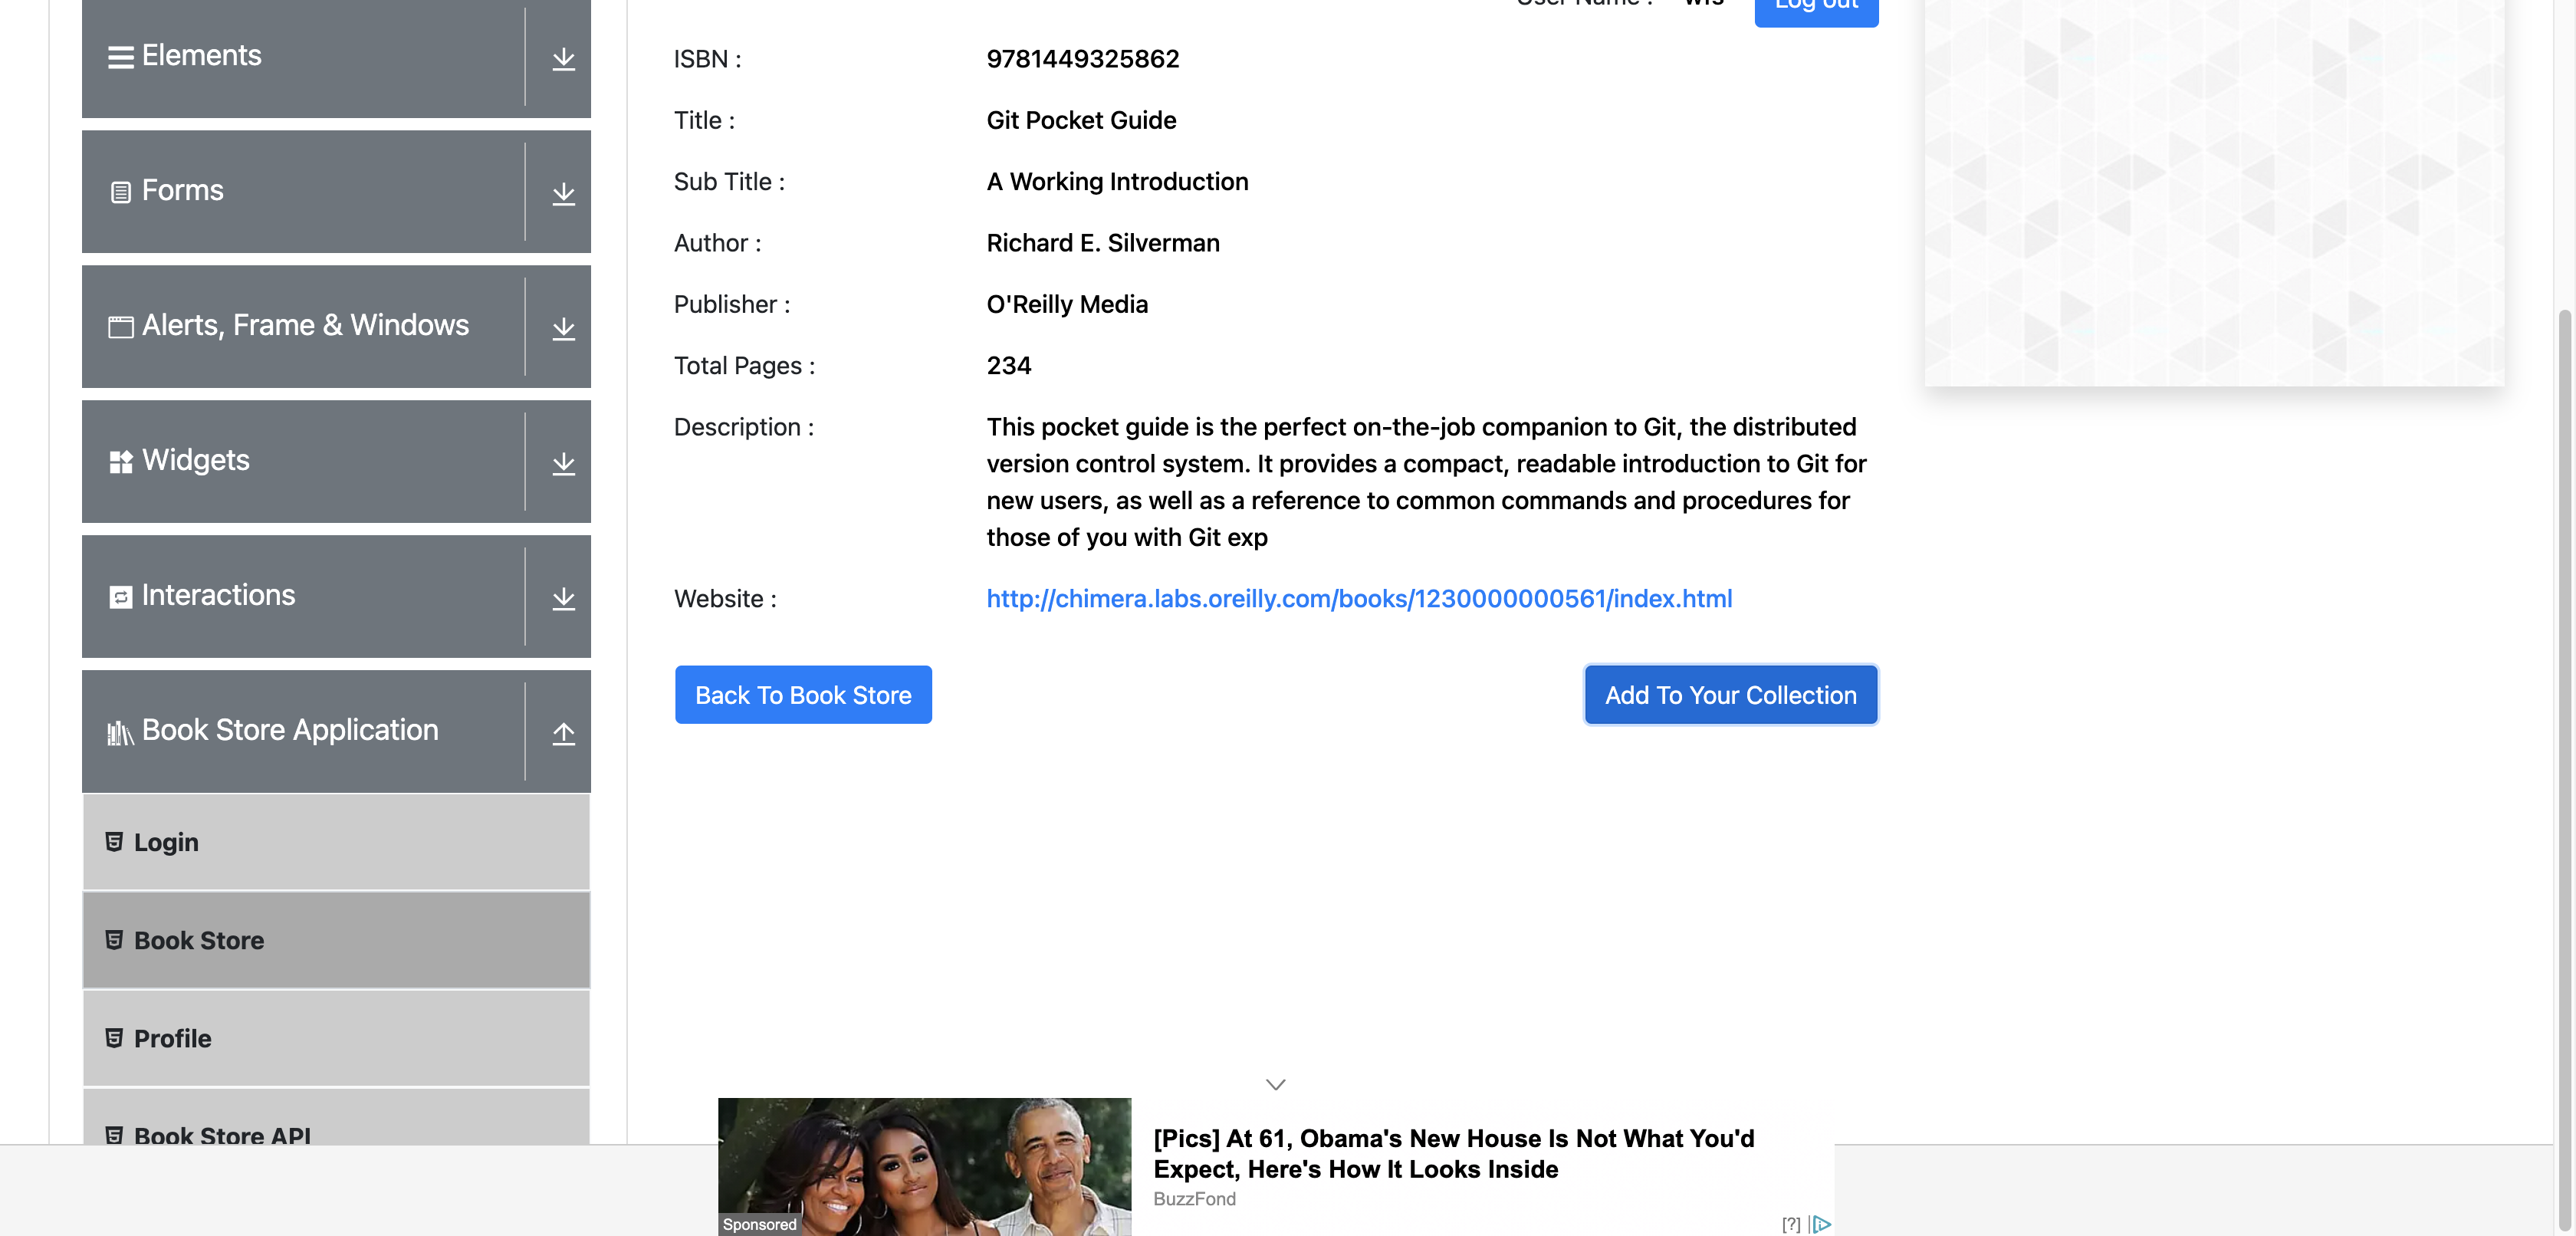 User Name : wfs
Log out
Elements
Forms
Alerts, Frame & Windows
Widgets
Interactions
Book Store Application
Login
Book Store
Profile
Book Store API
ISBN : 9781449325862
Title : Git Pocket Guide
Sub Title : A Working Introduction
Author : Richard E. Silverman
Publisher : O'Reilly Media
Total Pages : 234
Description : This pocket guide is the perfect on-the-job companion to Git, the distributed
version control system. It provides a compact, readable introduction to Git for
new users, as well as a reference to common commands and procedures for
those of you with Git exp
Website : http://chimera.labs.oreilly.com/books/1230000000561/index.html
Back To Book Store
Add To Your Collection
[Pics] At 61, Obama's New House Is Not What You'd
Expect, Here's How It Looks Inside
BuzzFond
Sponsored
[?]